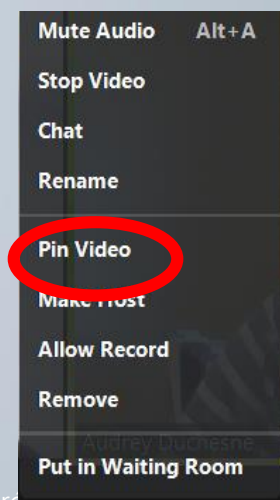 Mute Audio Alt+A
Stop Video
Chat
Rename
Pin Video
Make Host
Allow Record
Remove
Audrey Duchesne
Put in Waiting Room